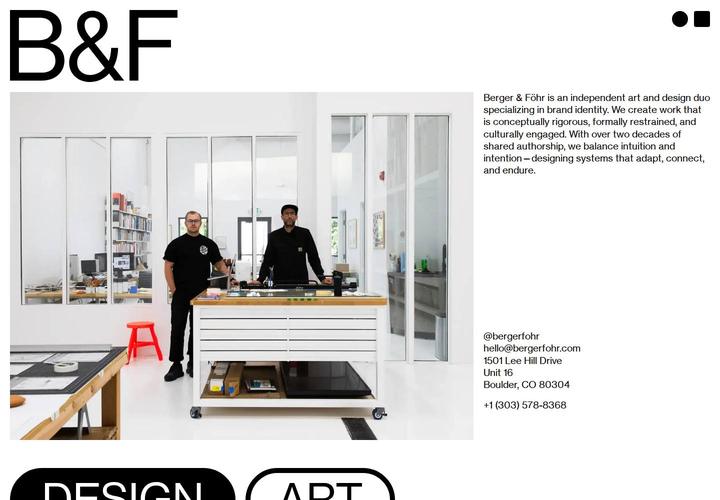 B&F
Berger & Föhr is an independent art and design duo
specializing in brand identity. We create work that
is conceptually rigorous, formally restrained, and
culturally engaged. With over two decades of
shared authorship, we balance intuition and
intention—designing systems that adapt, connect,
and endure.
@bergerfohr
hello@bergerfohr.com
1501 Lee Hill Drive
Unit 16
Boulder, CO 80304
+1 (303) 578-8368
DESIGN
ART